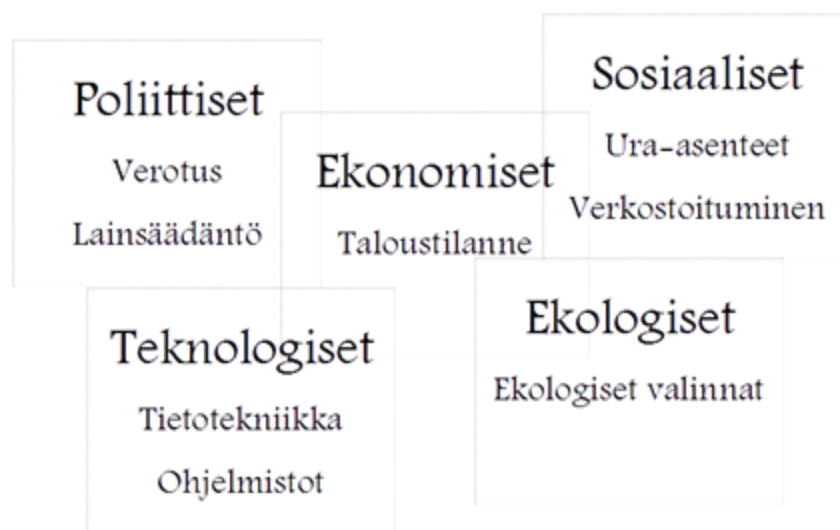 Poliittiset
Verotus
Lainsäädäntö
Ekonomiset
Taloustilanne
Sosiaaliset
Ura-asenteet
Verkostoituminen
Teknologiset
Tietotekniikka
Ohjelmistot
Ekologiset
Ekologiset valinnat